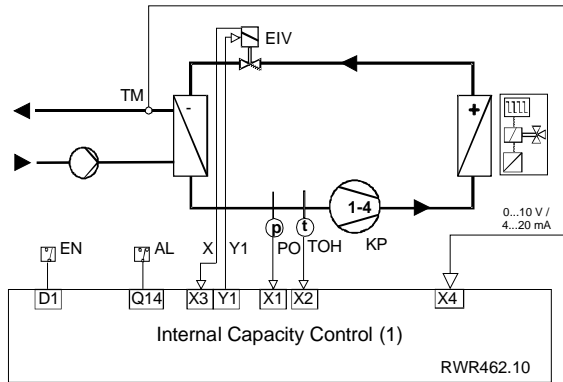 EIV
TM
-
+
1-4
0...10 V /
4...20 mA
p
t
EN
AL
X
Y1
PO
TOH
KP
D1
Q14
X3
Y1
X1
X2
X4
Internal Capacity Control (1)
RWR462.10